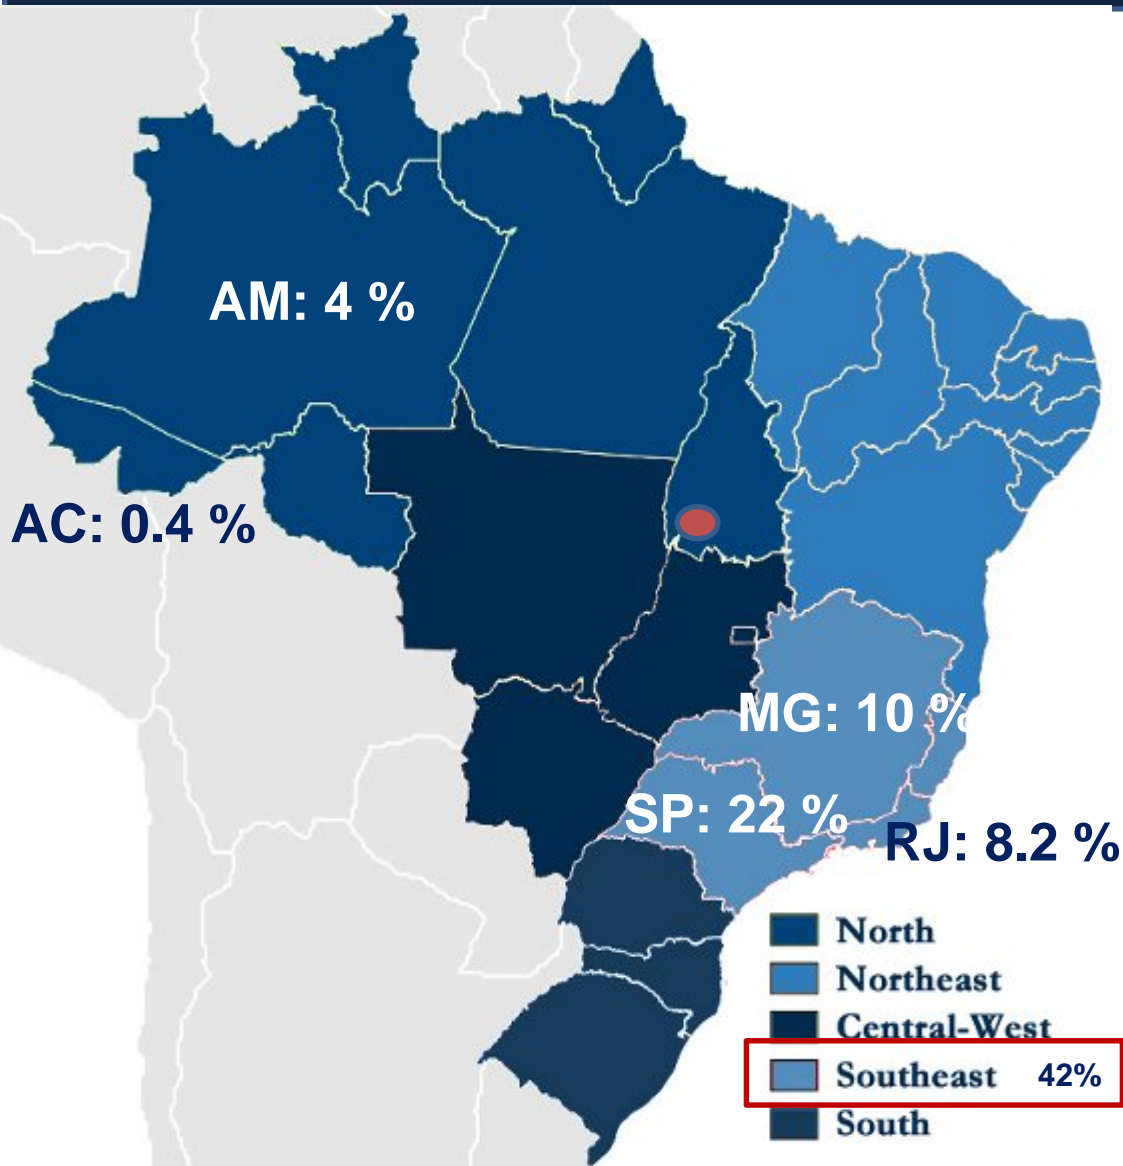 AM: 4 %
AC: 0.4 %
MG: 10 %
SP: 22 %
RJ: 8.2 %
North
Northeast
Central-West
Southeast 42%
South